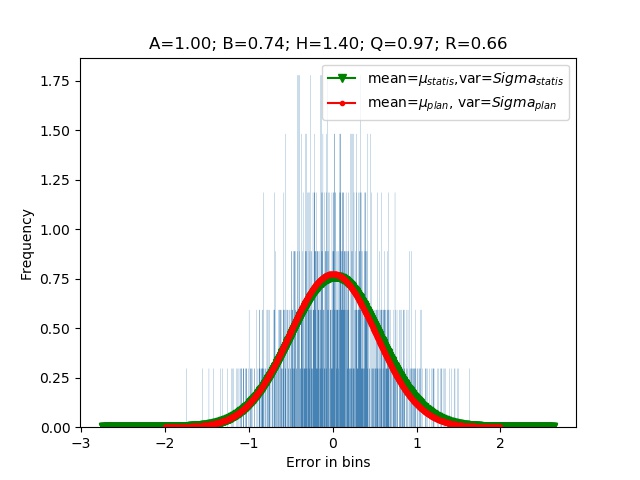 A=1.00; B=0.74; H=1.40; Q=0.97; R=0.66
mean=μstatis,var=Sigmastatis
mean=μplan, var=Sigmaplan
1.75
1.50
1.25
1.00
0.75
0.50
0.25
0.00
Frequency
−3 −2 −1 0 1 2
Error in bins